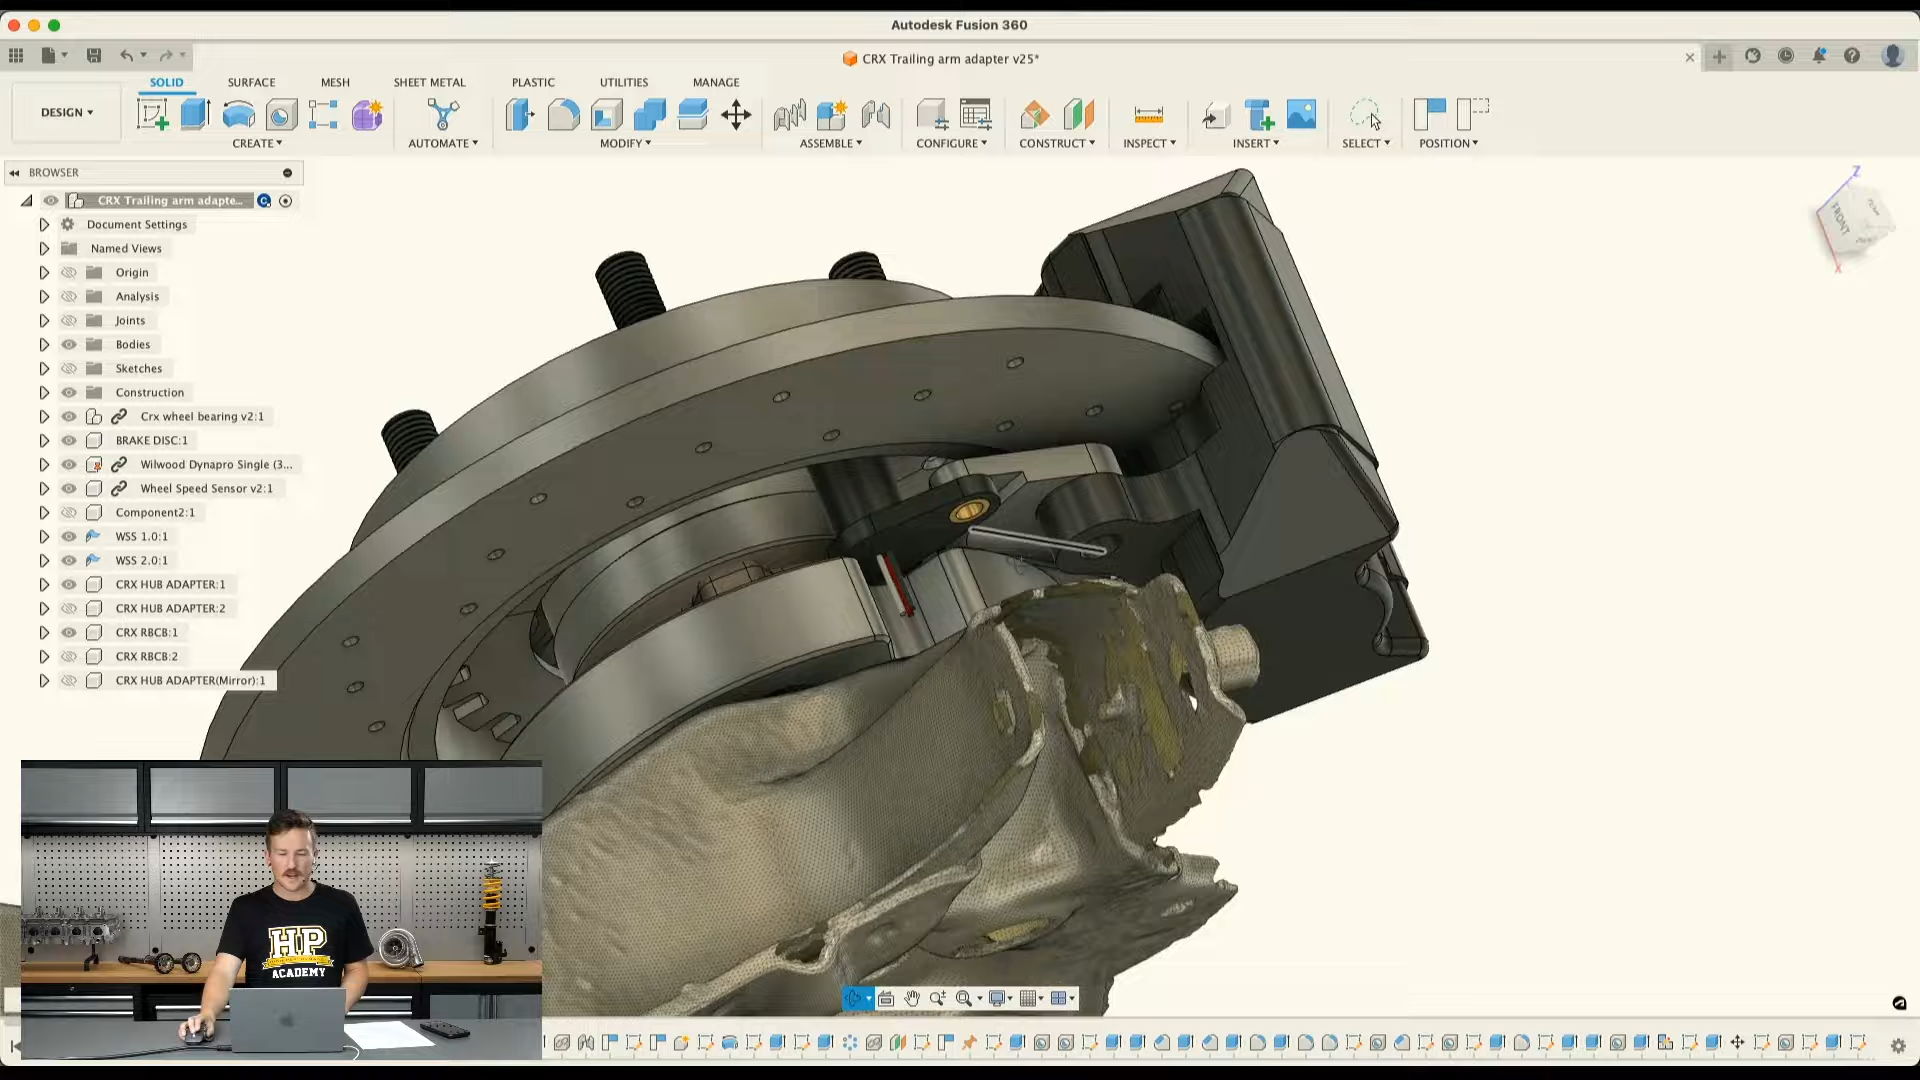 Autodesk Fusion 360
CRX Trailing arm adapter v25*
SOLID
SURFACE
MESH
SHEET METAL
PLASTIC
UTILITIES
MANAGE
DESIGN
CREATE
AUTOMATE
MODIFY
ASSEMBLE
CONFIGURE
CONSTRUCT
INSPECT
INSERT
SELECT
POSITION
BROWSER
CRX Trailing arm adapte...
Document Settings
Named Views
Origin
Analysis
Joints
Bodies
Sketches
Construction
Crx wheel bearing v2:1
BRAKE DISC:1
Wilwood Dynapro Single (3...
Wheel Speed Sensor v2:1
Component2:1
WSS 1.0:1
WSS 2.0:1
CRX HUB ADAPTER:1
CRX HUB ADAPTER:2
CRX RBCB:1
CRX RBCB:2
CRX HUB ADAPTER(Mirror):1
Z
FRONT
X
HP
ACADEMY